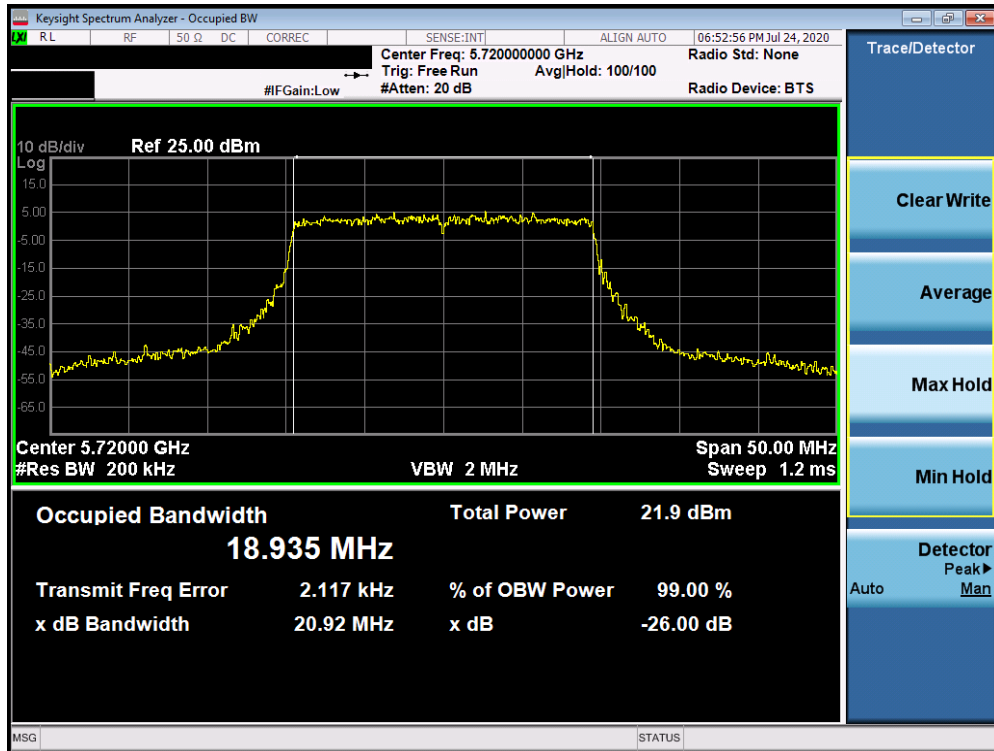 Keysight Spectrum Analyzer - Occupied BW
LXI RL RF 50 Ω DC CORREC SENSE:INT ALIGN AUTO 06:52:56 PM Jul 24, 2020
Center Freq: 5.720000000 GHz Radio Std: None
Trig: Free Run Avg|Hold: 100/100
#IFGain:Low #Atten: 20 dB Radio Device: BTS
10 dB/div Ref 25.00 dBm
Log
15.0
5.00
-5.00
-15.0
-25.0
-35.0
-45.0
-55.0
-65.0
Center 5.72000 GHz Span 50.00 MHz
#Res BW 200 kHz VBW 2 MHz Sweep 1.2 ms
Occupied Bandwidth Total Power 21.9 dBm
18.935 MHz
Transmit Freq Error 2.117 kHz % of OBW Power 99.00 %
x dB Bandwidth 20.92 MHz x dB -26.00 dB
MSG STATUS
Trace/Detector
Clear Write
Average
Max Hold
Min Hold
Detector
Peak▶
Auto Man